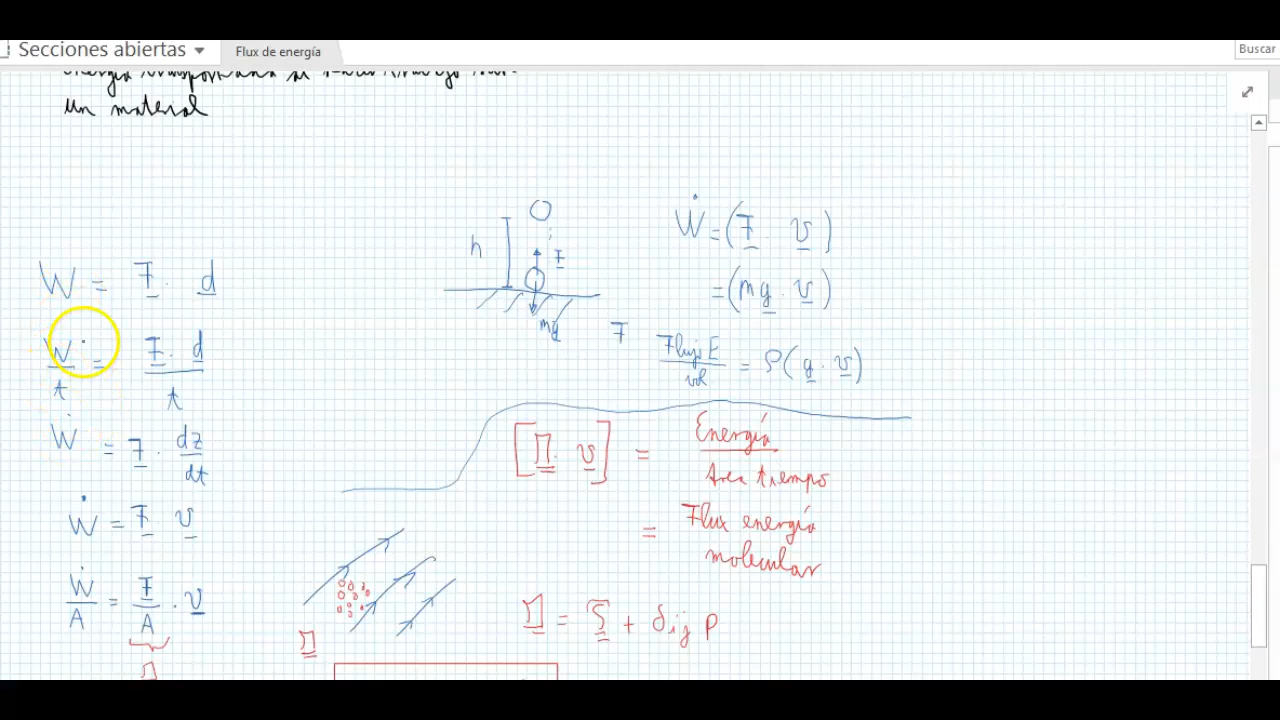 Secciones abiertas
Flux de energía
Buscar
un material
W = F · d
W/t = F · d / t
Ẇ = F · dz/dt
Ẇ = F · v
Ẇ/A = F/A · v
Π
h
F
mg
Ẇ = (F · v)
= (mg · v)
F
Flujo E / vol = ρ(g · v)
[Π · v] = Energía / Area tiempo
= Flux energía
molecular
Π
Π = τ + δij P